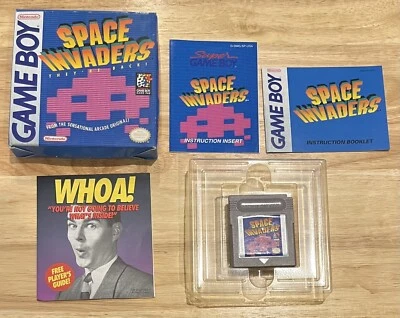 Nintendo
GAME BOY
SPACE
INVADERS
THEY'RE BACK!
FROM THE SENSATIONAL ARCADE ORIGINAL!
Nintendo
Super
GAME BOY
SPACE
INVADERS
INSTRUCTION INSERT
Nintendo
GAME BOY
SPACE
INVADERS
INSTRUCTION BOOKLET
WHOA!
"YOU'RE NOT GOING TO BELIEVE
WHAT'S INSIDE!"
FREE
PLAYER'S
GUIDE!
SPACE
INVADERS